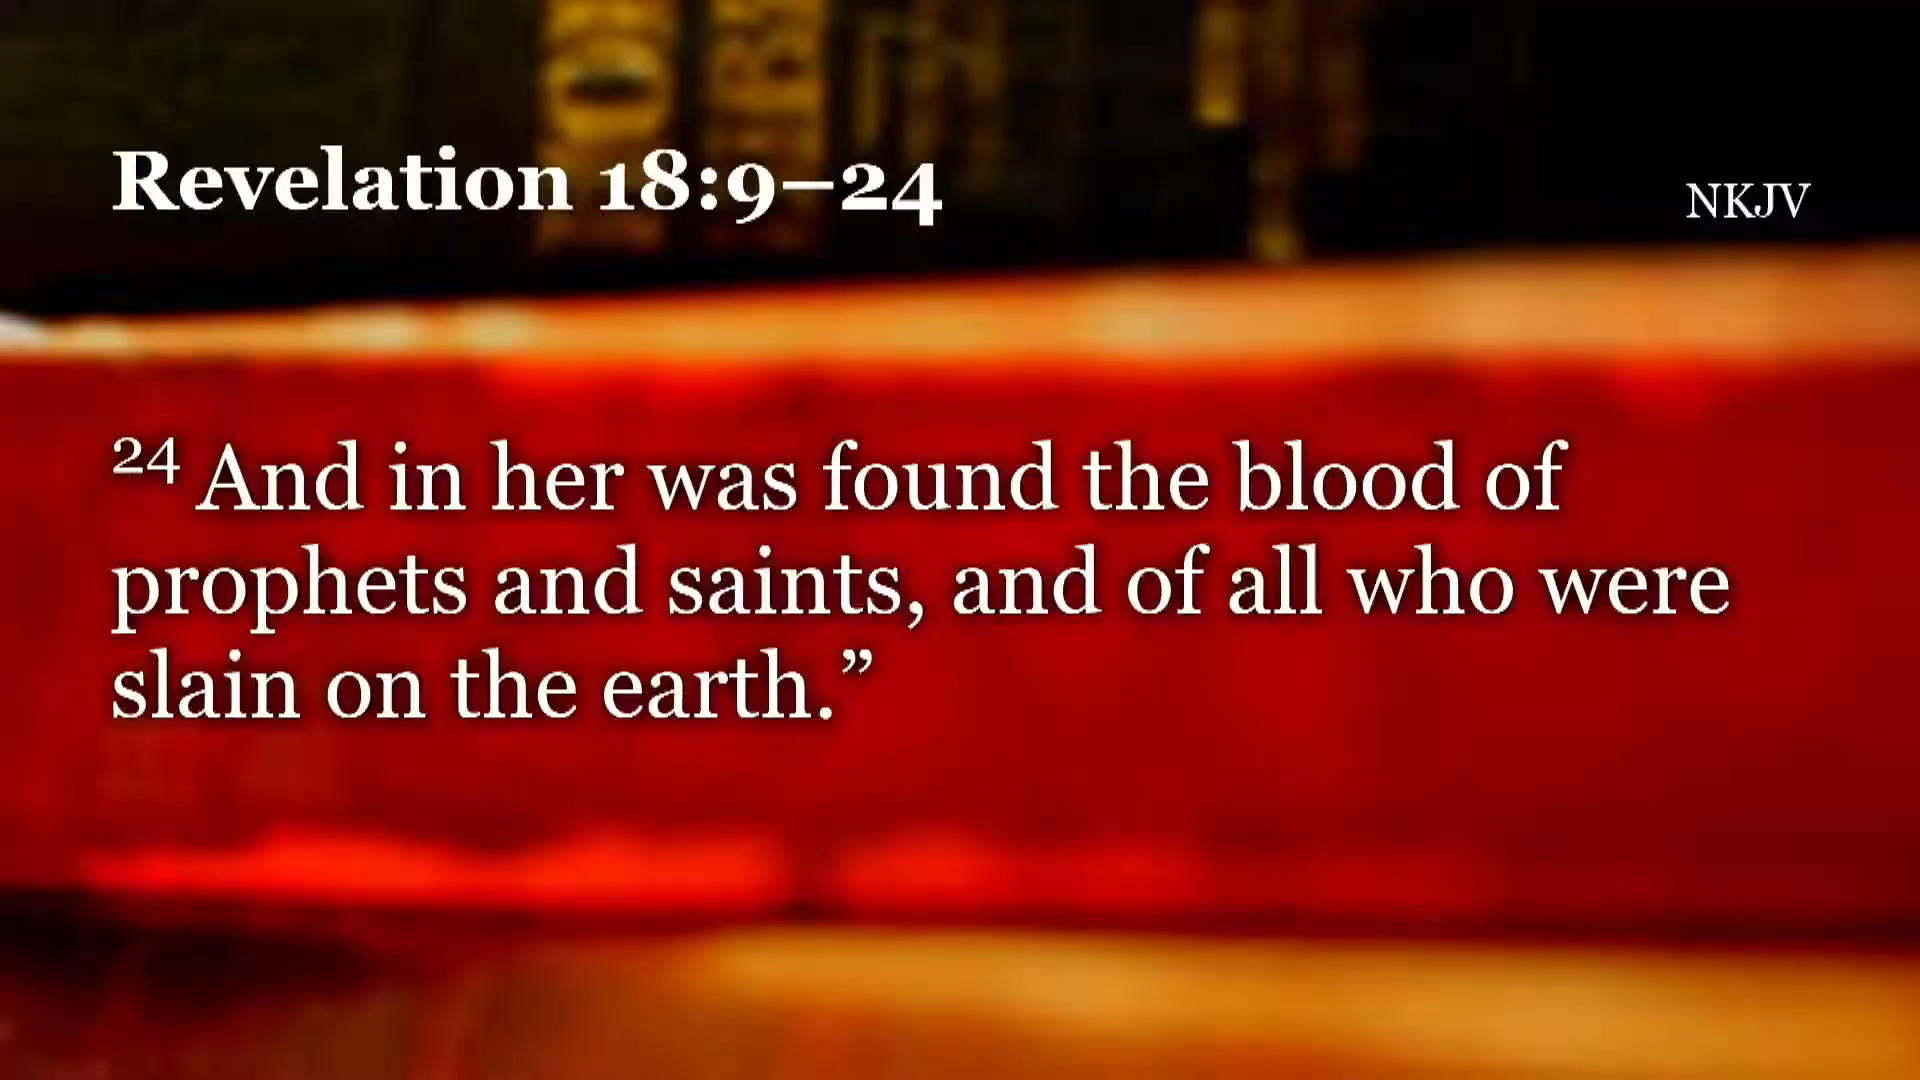 Revelation 18:9–24
NKJV
24 And in her was found the blood of
prophets and saints, and of all who were
slain on the earth.”